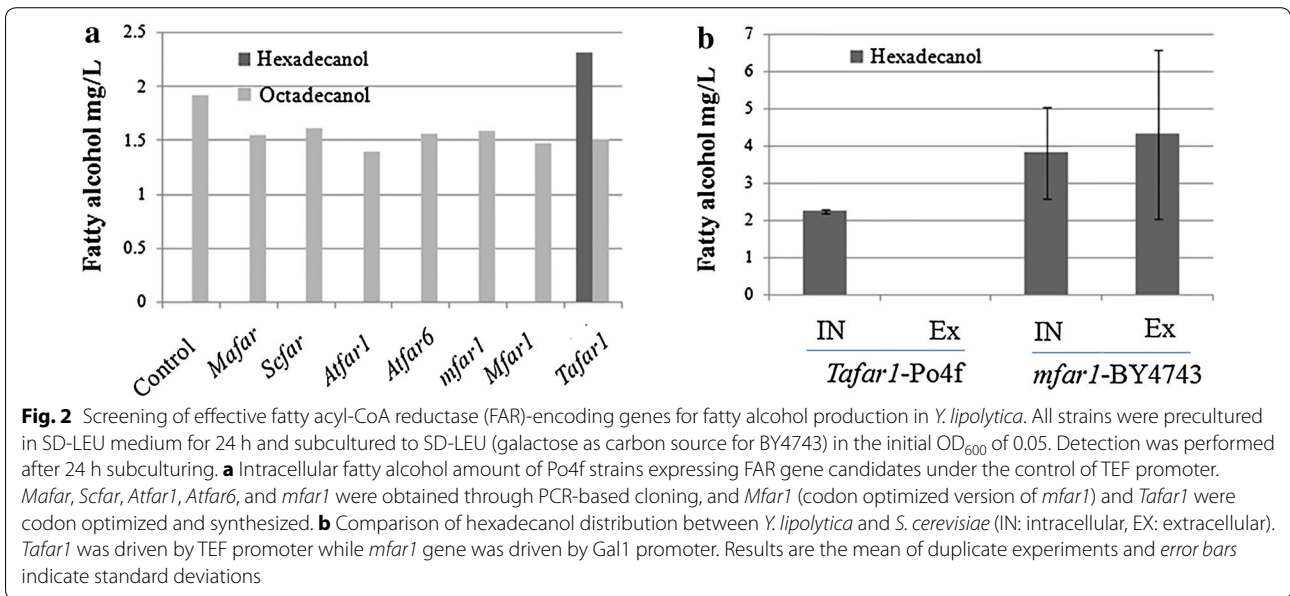 a
Fatty alcohol mg/L
2.5
2
1.5
1
0.5
0
Hexadecanol
Octadecanol
Control
Mafar
Scfar
Atfar1
Atfar6
mfar1
Mfar1
Tafar1
b
Fatty alcohol mg/L
7
6
5
4
3
2
1
0
Hexadecanol
IN Ex IN Ex
Tafar1-Po4f mfar1-BY4743
Fig. 2 Screening of effective fatty acyl-CoA reductase (FAR)-encoding genes for fatty alcohol production in Y. lipolytica. All strains were precultured
in SD-LEU medium for 24 h and subcultured to SD-LEU (galactose as carbon source for BY4743) in the initial OD600 of 0.05. Detection was performed
after 24 h subculturing. a Intracellular fatty alcohol amount of Po4f strains expressing FAR gene candidates under the control of TEF promoter.
Mafar, Scfar, Atfar1, Atfar6, and mfar1 were obtained through PCR-based cloning, and Mfar1 (codon optimized version of mfar1) and Tafar1 were
codon optimized and synthesized. b Comparison of hexadecanol distribution between Y. lipolytica and S. cerevisiae (IN: intracellular, EX: extracellular).
Tafar1 was driven by TEF promoter while mfar1 gene was driven by Gal1 promoter. Results are the mean of duplicate experiments and error bars
indicate standard deviations